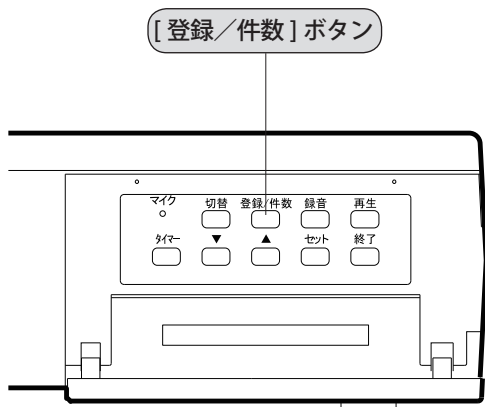 [ 登録／件数 ] ボタン
マイク 切替 登録/件数 録音 再生
タイマー ▼ ▲ セット 終了